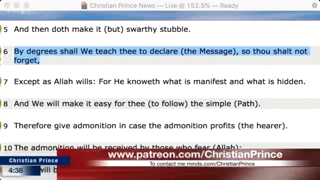 Christian Prince News — Live @ 152.5% — Ready
5 And then doth make it (but) swarthy stubble.
6 By degrees shall We teach thee to declare (the Message), so thou shalt not
forget,
7 Except as Allah wills: For He knoweth what is manifest and what is hidden.
8 And We will make it easy for thee (to follow) the simple (Path).
9 Therefore give admonition in case the admonition profits (the hearer).
10 The admonition will be received by those who fear (Allah):
Christian Prince
www.patreon.com/ChristianPrince
4:38
will b
To contact me minds.com/Christianprince